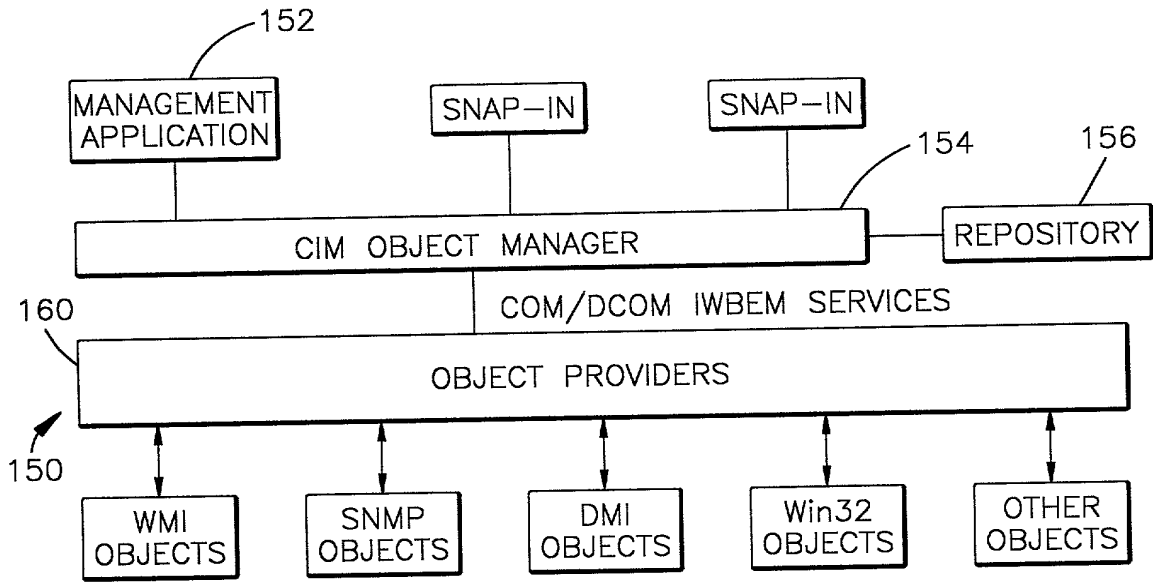 152
MANAGEMENT
APPLICATION
SNAP-IN
SNAP-IN
154
156
CIM OBJECT MANAGER
REPOSITORY
COM/DCOM IWBEM SERVICES
160
OBJECT PROVIDERS
150
WMI
OBJECTS
SNMP
OBJECTS
DMI
OBJECTS
Win32
OBJECTS
OTHER
OBJECTS